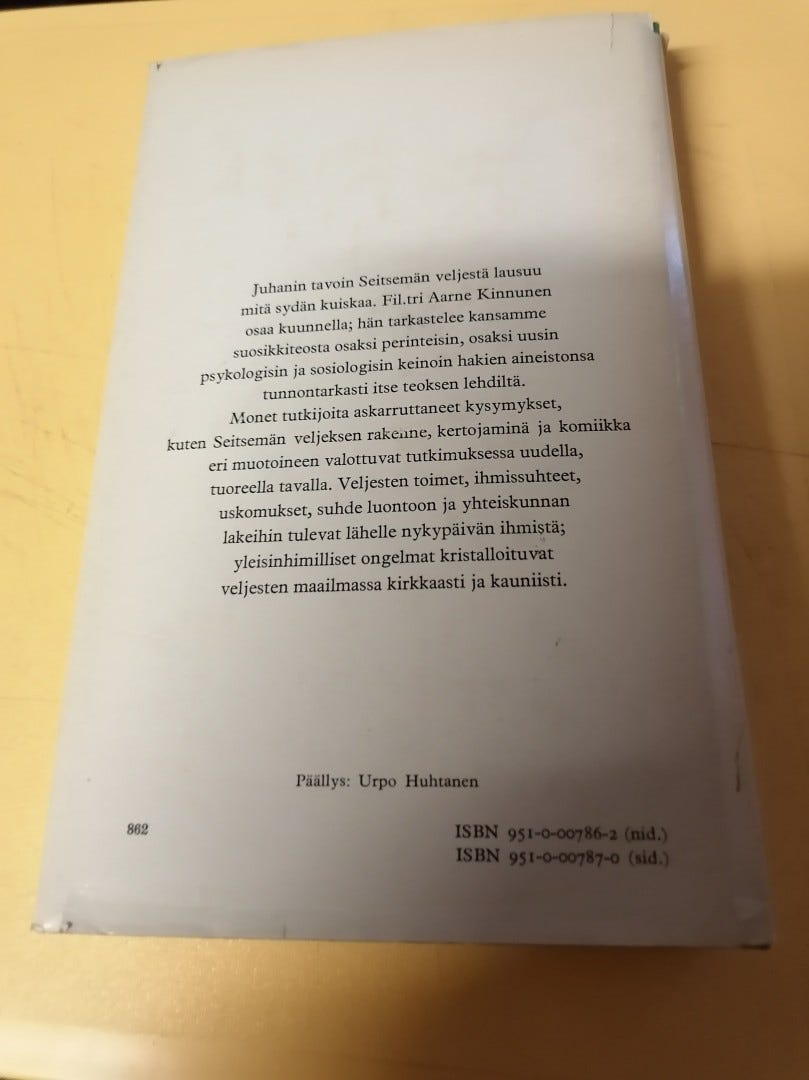 Juhanin tavoin Seitsemän veljestä lausuu
mitä sydän kuiskaa. Fil.tri Aarne Kinnunen
osaa kuunnella; hän tarkastelee kansamme
suosikkiteosta osaksi perinteisin, osaksi uusin
psykologisin ja sosiologisin keinoin hakien aineistonsa
tunnontarkasti itse teoksen lehdiltä.
Monet tutkijoita askarruttaneet kysymykset,
kuten Seitsemän veljeksen rakenne, kertojaminä ja komiikka
eri muotoineen valottuvat tutkimuksessa uudella,
tuoreella tavalla. Veljesten toimet, ihmissuhteet,
uskomukset, suhde luontoon ja yhteiskunnan
lakeihin tulevat lähelle nykypäivän ihmistä;
yleisinhimilliset ongelmat kristalloituvat
veljesten maailmassa kirkkaasti ja kauniisti.
Päällys: Urpo Huhtanen
862
ISBN 951-0-00786-2 (nid.)
ISBN 951-0-00787-0 (sid.)